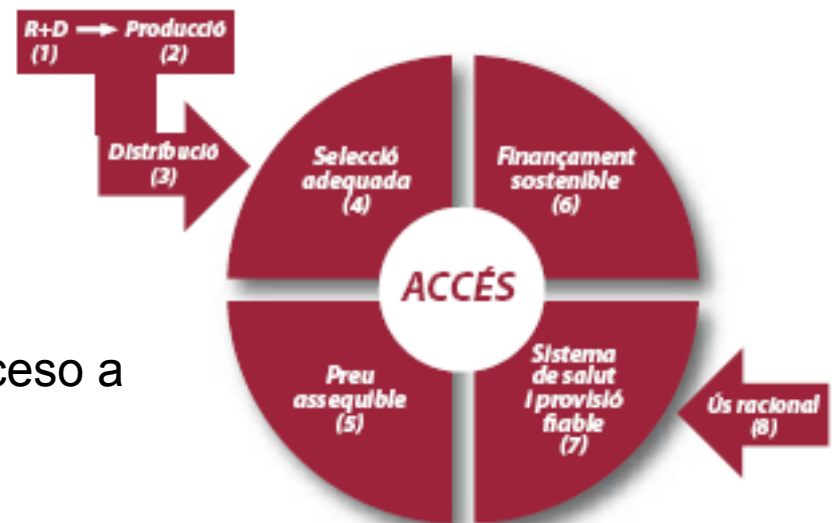 R+D → Producció
(1) (2)
Distribució
(3)
Selecció
adequada
(4)
Finançament
sostenible
(6)
ACCÉS
Preu
assequible
(5)
Sistema
de salut
i provisió
fiable
(7)
Ús racional
(8)
ceso a